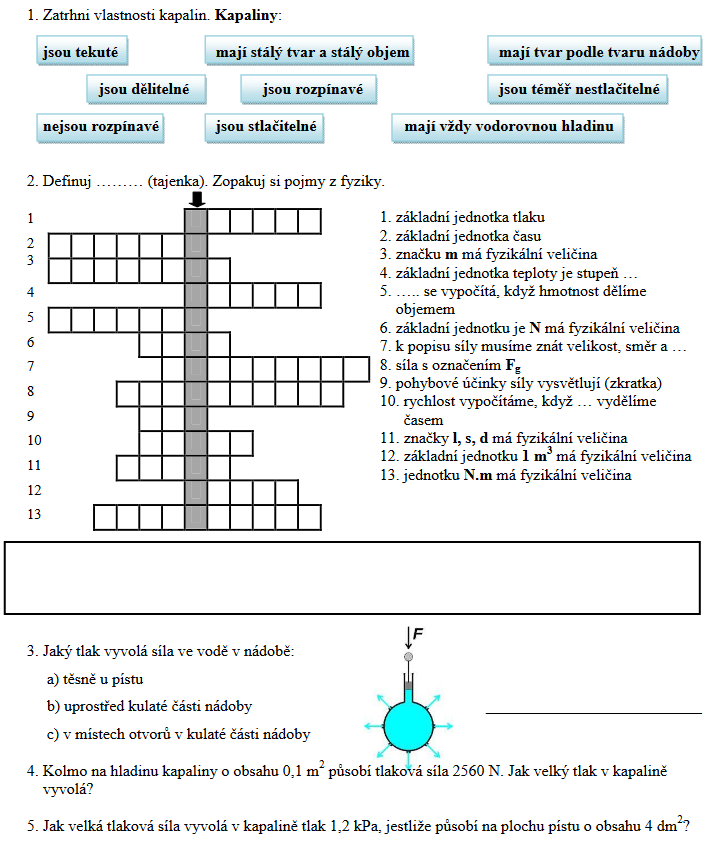 1. Zatrhni vlastnosti kapalin. Kapaliny:
jsou tekuté
mají stálý tvar a stálý objem
mají tvar podle tvaru nádoby
jsou dělitelné
jsou rozpínavé
jsou téměř nestlačitelné
nejsou rozpínavé
jsou stlačitelné
mají vždy vodorovnou hladinu
2. Definuj ……… (tajenka). Zopakuj si pojmy z fyziky.
1
2
3
4
5
6
7
8
9
10
11
12
13
1. základní jednotka tlaku
2. základní jednotka času
3. značku m má fyzikální veličina
4. základní jednotka teploty je stupeň …
5. ….. se vypočítá, když hmotnost dělíme
objemem
6. základní jednotku je N má fyzikální veličina
7. k popisu síly musíme znát velikost, směr a …
8. síla s označením Fg
9. pohybové účinky síly vysvětlují (zkratka)
10. rychlost vypočítáme, když … vydělíme
časem
11. značky l, s, d má fyzikální veličina
12. základní jednotku 1 m³ má fyzikální veličina
13. jednotku N.m má fyzikální veličina
3. Jaký tlak vyvolá síla ve vodě v nádobě:
a) těsně u pístu
b) uprostřed kulaté části nádoby
c) v místech otvorů v kulaté části nádoby
F
4. Kolmo na hladinu kapaliny o obsahu 0,1 m² působí tlaková síla 2560 N. Jak velký tlak v kapalině
vyvolá?
5. Jak velká tlaková síla vyvolá v kapalině tlak 1,2 kPa, jestliže působí na plochu pístu o obsahu 4 dm²?